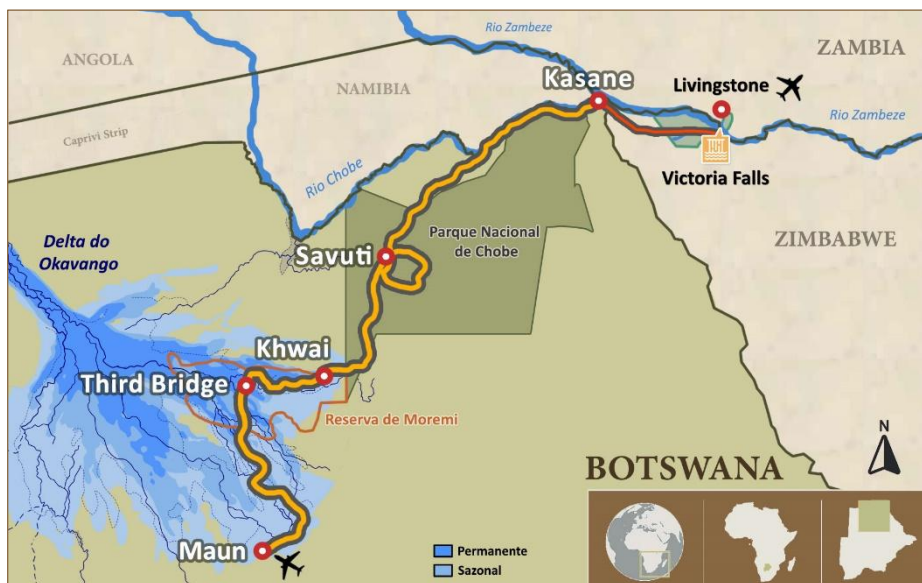 Rio Zambeze
ZAMBIA
ANGOLA
Kasane
Livingstone
NAMIBIA
Rio Zambeze
Caprivi Strip
Rio Chobe
Victoria Falls
Delta do
Okavango
Savuti
Parque Nacional
de Chobe
ZIMBABWE
Khwai
Third Bridge
Reserva de Moremi
N
BOTSWANA
Maun
Permanente
Sazonal